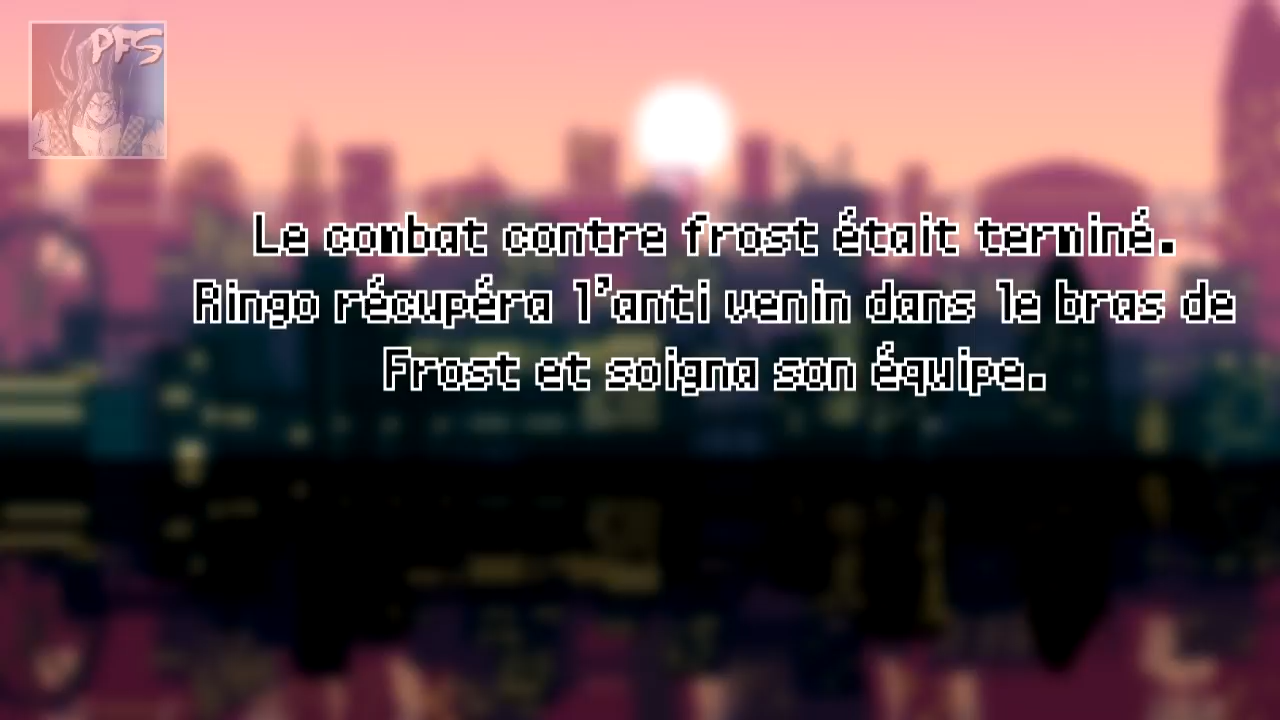 PFS
Le combat contre frost était terminé.
Ringo récupéra l'anti venin dans le bras de
Frost et soigna son équipe.